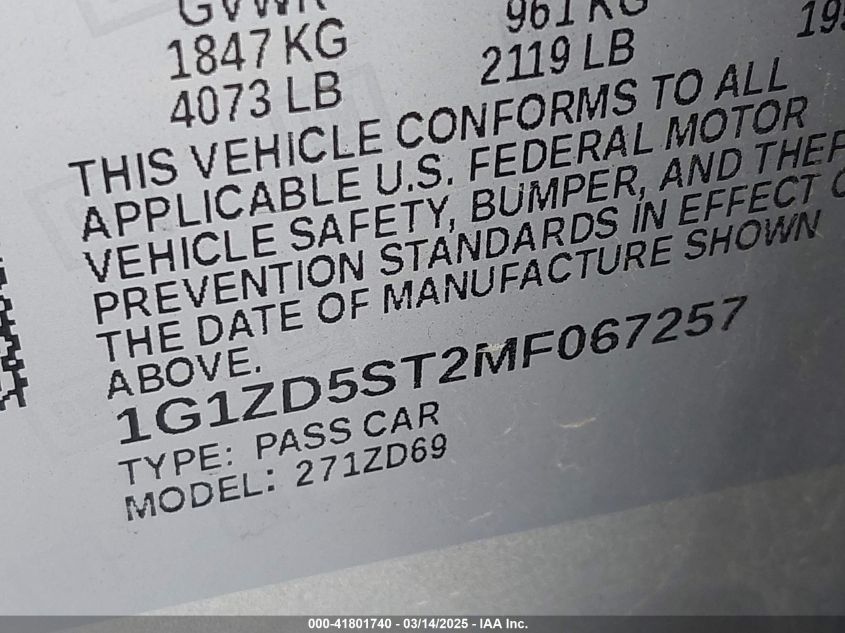 GVWR 961 KG
1847 KG 2119 LB
4073 LB
THIS VEHICLE CONFORMS TO ALL
APPLICABLE U.S. FEDERAL MOTOR
VEHICLE SAFETY, BUMPER, AND
PREVENTION STANDARDS IN EFFECT
THE DATE OF MANUFACTURE SHOWN
ABOVE.
1G1ZD5ST2MF067257
TYPE: PASS CAR
MODEL: 271ZD69
000-41801740 - 03/14/2025 - IAA Inc.